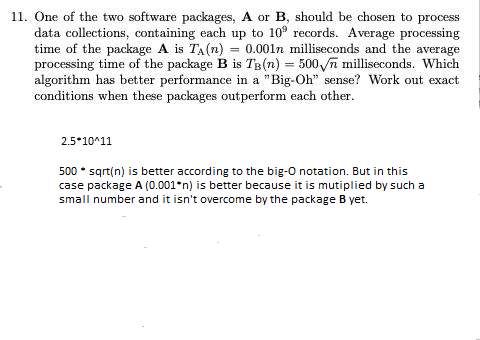 11. One of the two software packages, A or B, should be chosen to process
data collections, containing each up to 10⁹ records. Average processing
time of the package A is T_A(n) = 0.001n milliseconds and the average
processing time of the package B is T_B(n) = 500√n milliseconds. Which
algorithm has better performance in a "Big-Oh" sense? Work out exact
conditions when these packages outperform each other.
2.5*10^11
500 * sqrt(n) is better according to the big-O notation. But in this
case package A (0.001*n) is better because it is mutiplied by such a
small number and it isn't overcome by the package B yet.